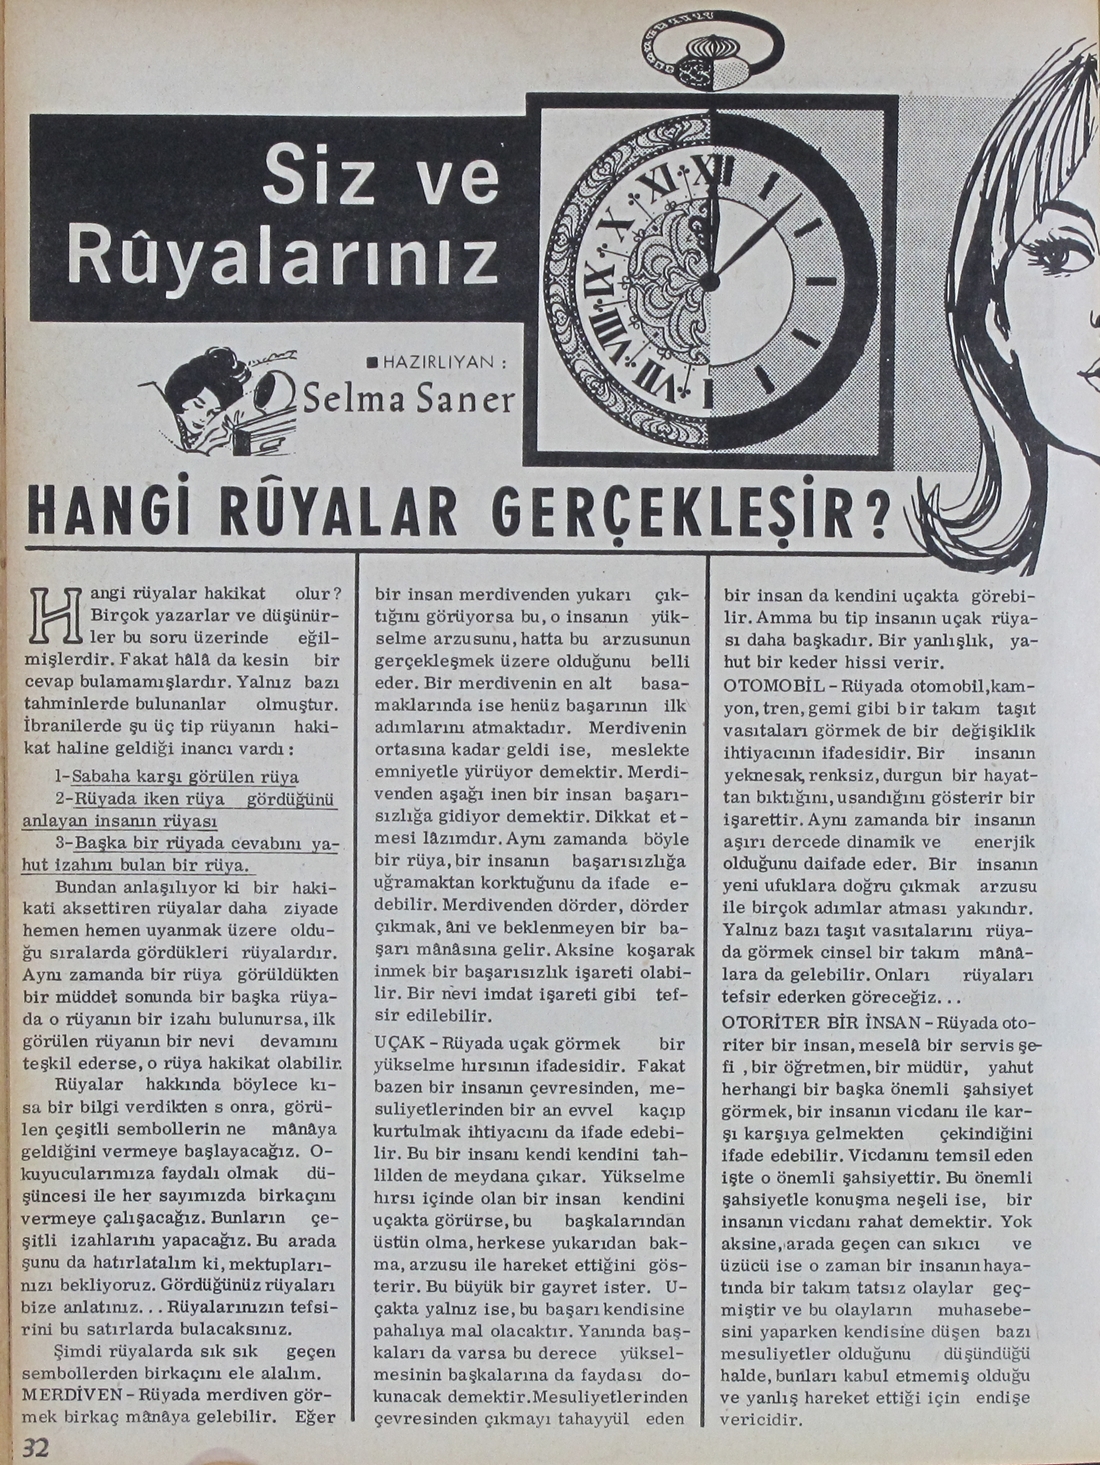 Siz ve
Rûyalarınız
■ HAZIRLIYAN :
Selma Saner
XII
XI
X
IX
VIII
VII
HANGİ RÛYALAR GERÇEKLEŞİR?
Hangi rüyalar hakikat olur?
Birçok yazarlar ve düşünür-
ler bu soru üzerinde eğil-
mişlerdir. Fakat hâlâ da kesin bir
cevap bulamamışlardır. Yalnız bazı
tahminlerde bulunanlar olmuştur.
İbranilerde şu üç tip rüyanın haki-
kat haline geldiği inancı vardı :
1-Sabaha karşı görülen rüya
2-Rüyada iken rüya gördüğünü
anlayan insanın rüyası
3-Başka bir rüyada cevabını ya-
hut izahını bulan bir rüya.
Bundan anlaşılıyor ki bir haki-
kati aksettiren rüyalar daha ziyade
hemen hemen uyanmak üzere oldu-
ğu sıralarda gördükleri rüyalardır.
Aynı zamanda bir rüya görüldükten
bir müddet sonunda bir başka rüya-
da o rüyanın bir izahı bulunursa, ilk
görülen rüyanın bir nevi devamını
teşkil ederse, o rüya hakikat olabilir.
Rüyalar hakkında böylece kı-
sa bir bilgi verdikten s onra, görü-
len çeşitli sembollerin ne mânâya
geldiğini vermeye başlayacağız. O-
kuyucularımıza faydalı olmak dü-
şüncesi ile her sayımızda birkaçını
vermeye çalışacağız. Bunların çe-
şitli izahlarını yapacağız. Bu arada
şunu da hatırlatalım ki, mektupları-
nızı bekliyoruz. Gördüğünüz rüyaları
bize anlatınız... Rüyalarınızın tefsi-
rini bu satırlarda bulacaksınız.
Şimdi rüyalarda sık sık geçen
sembollerden birkaçını ele alalım.
MERDİVEN - Rüyada merdiven gör-
mek birkaç mânâya gelebilir. Eğer
bir insan merdivenden yukarı çık-
tığını görüyorsa bu, o insanın yük-
selme arzusunu, hatta bu arzusunun
gerçekleşmek üzere olduğunu belli
eder. Bir merdivenin en alt basa-
maklarında ise henüz başarının ilk
adımlarını atmaktadır. Merdivenin
ortasına kadar geldi ise, meslekte
emniyetle yürüyor demektir. Merdi-
venden aşağı inen bir insan başarı-
sızlığa gidiyor demektir. Dikkat et-
mesi lâzımdır. Aynı zamanda böyle
bir rüya, bir insanın başarısızlığa
uğramaktan korktuğunu da ifade e-
debilir. Merdivenden dörder, dörder
çıkmak, âni ve beklenmeyen bir ba-
şarı mânâsına gelir. Aksine koşarak
inmek bir başarısızlık işareti olabi-
lir. Bir nevi imdat işareti gibi tef-
sir edilebilir.
UÇAK - Rüyada uçak görmek bir
yükselme hırsının ifadesidir. Fakat
bazen bir insanın çevresinden, me-
suliyetlerinden bir an evvel kaçıp
kurtulmak ihtiyacını da ifade edebi-
lir. Bu bir insanı kendi kendini tah-
lilden de meydana çıkar. Yükselme
hırsı içinde olan bir insan kendini
uçakta görürse, bu başkalarından
üstün olma, herkese yukarıdan bak-
ma, arzusu ile hareket ettiğini gös-
terir. Bu büyük bir gayret ister. U-
çakta yalnız ise, bu başarı kendisine
pahalıya mal olacaktır. Yanında baş-
kaları da varsa bu derece yüksel-
mesinin başkalarına da faydası do-
kunacak demektir. Mesuliyetlerinden
çevresinden çıkmayı tahayyül eden
bir insan da kendini uçakta görebi-
lir. Amma bu tip insanın uçak rüya-
sı daha başkadır. Bir yanlışlık, ya-
hut bir keder hissi verir.
OTOMOBİL - Rüyada otomobil,kam-
yon, tren, gemi gibi bir takım taşıt
vasıtaları görmek de bir değişiklik
ihtiyacının ifadesidir. Bir insanın
yeknesak, renksiz, durgun bir hayat-
tan bıktığını, usandığını gösterir bir
işarettir. Aynı zamanda bir insanın
aşırı dercede dinamik ve enerjik
olduğunu daifade eder. Bir insanın
yeni ufuklara doğru çıkmak arzusu
ile birçok adımlar atması yakındır.
Yalnız bazı taşıt vasıtalarını rüya-
da görmek cinsel bir takım mânâ-
lara da gelebilir. Onları rüyaları
tefsir ederken göreceğiz...
OTORİTER BİR İNSAN - Rüyada oto-
riter bir insan, meselâ bir servis şe-
fi , bir öğretmen, bir müdür, yahut
herhangi bir başka önemli şahsiyet
görmek, bir insanın vicdanı ile kar-
şı karşıya gelmekten çekindiğini
ifade edebilir. Vicdanını temsil eden
işte o önemli şahsiyettir. Bu önemli
şahsiyetle konuşma neşeli ise, bir
insanın vicdanı rahat demektir. Yok
aksine, arada geçen can sıkıcı ve
üzücü ise o zaman bir insanın haya-
tında bir takım tatsız olaylar geç-
miştir ve bu olayların muhasebe-
sini yaparken kendisine düşen bazı
mesuliyetler olduğunu düşündüğü
halde, bunları kabul etmemiş olduğu
ve yanlış hareket ettiği için endişe
vericidir.
32